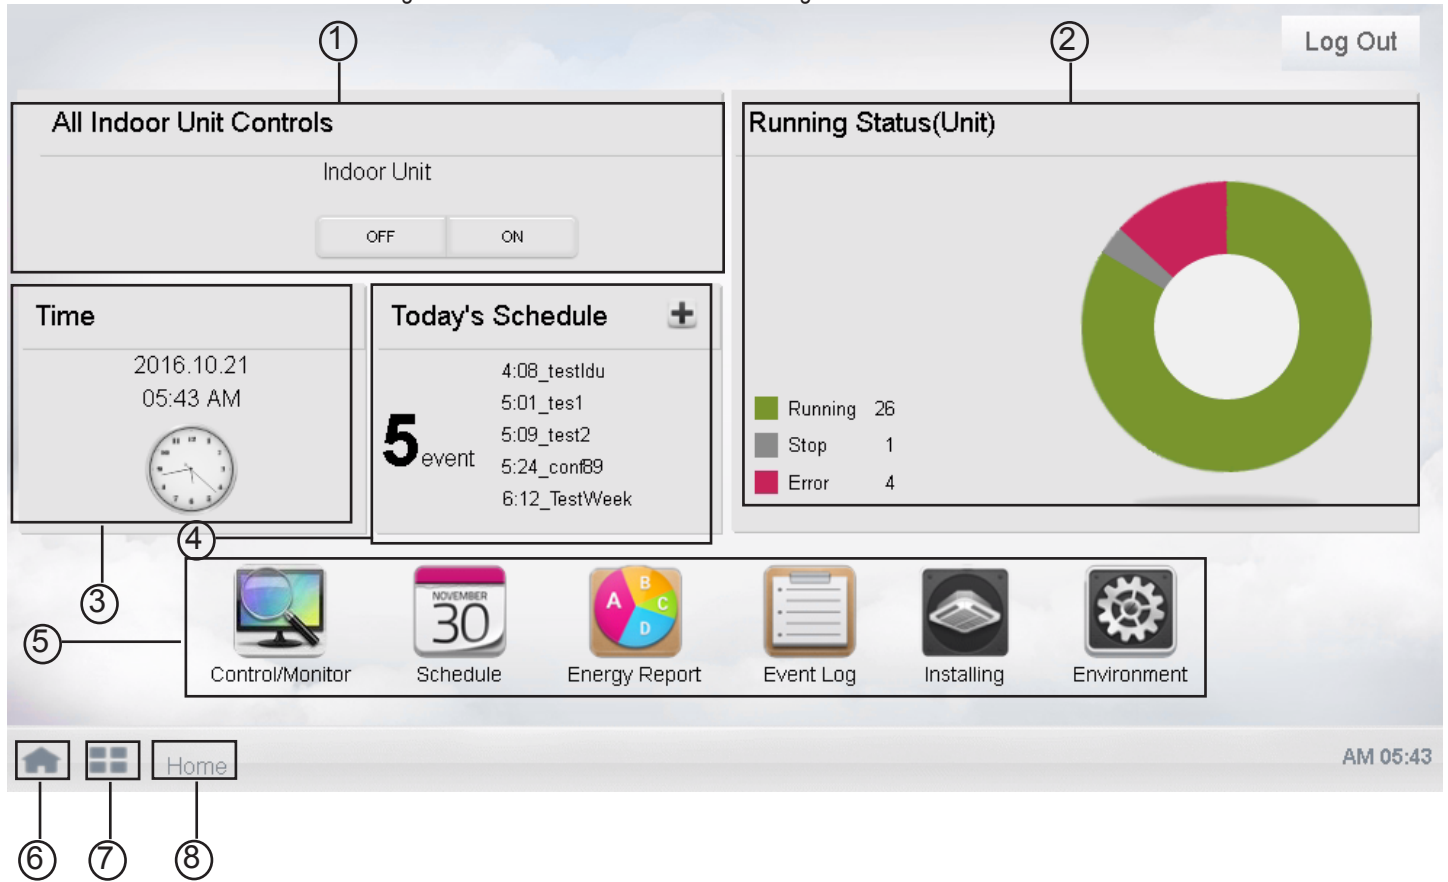 1
2
Log Out
All Indoor Unit Controls
Indoor Unit
OFF ON
Running Status(Unit)
Running 26
Stop 1
Error 4
Time
2016.10.21
05:43 AM
Today's Schedule
5 event
4:08_testIdu
5:01_tes1
5:09_test2
5:24_conf89
6:12_TestWeek
3
4
5
NOVEMBER
30
A B C D
Control/Monitor Schedule Energy Report Event Log Installing Environment
Home
AM 05:43
6 7 8